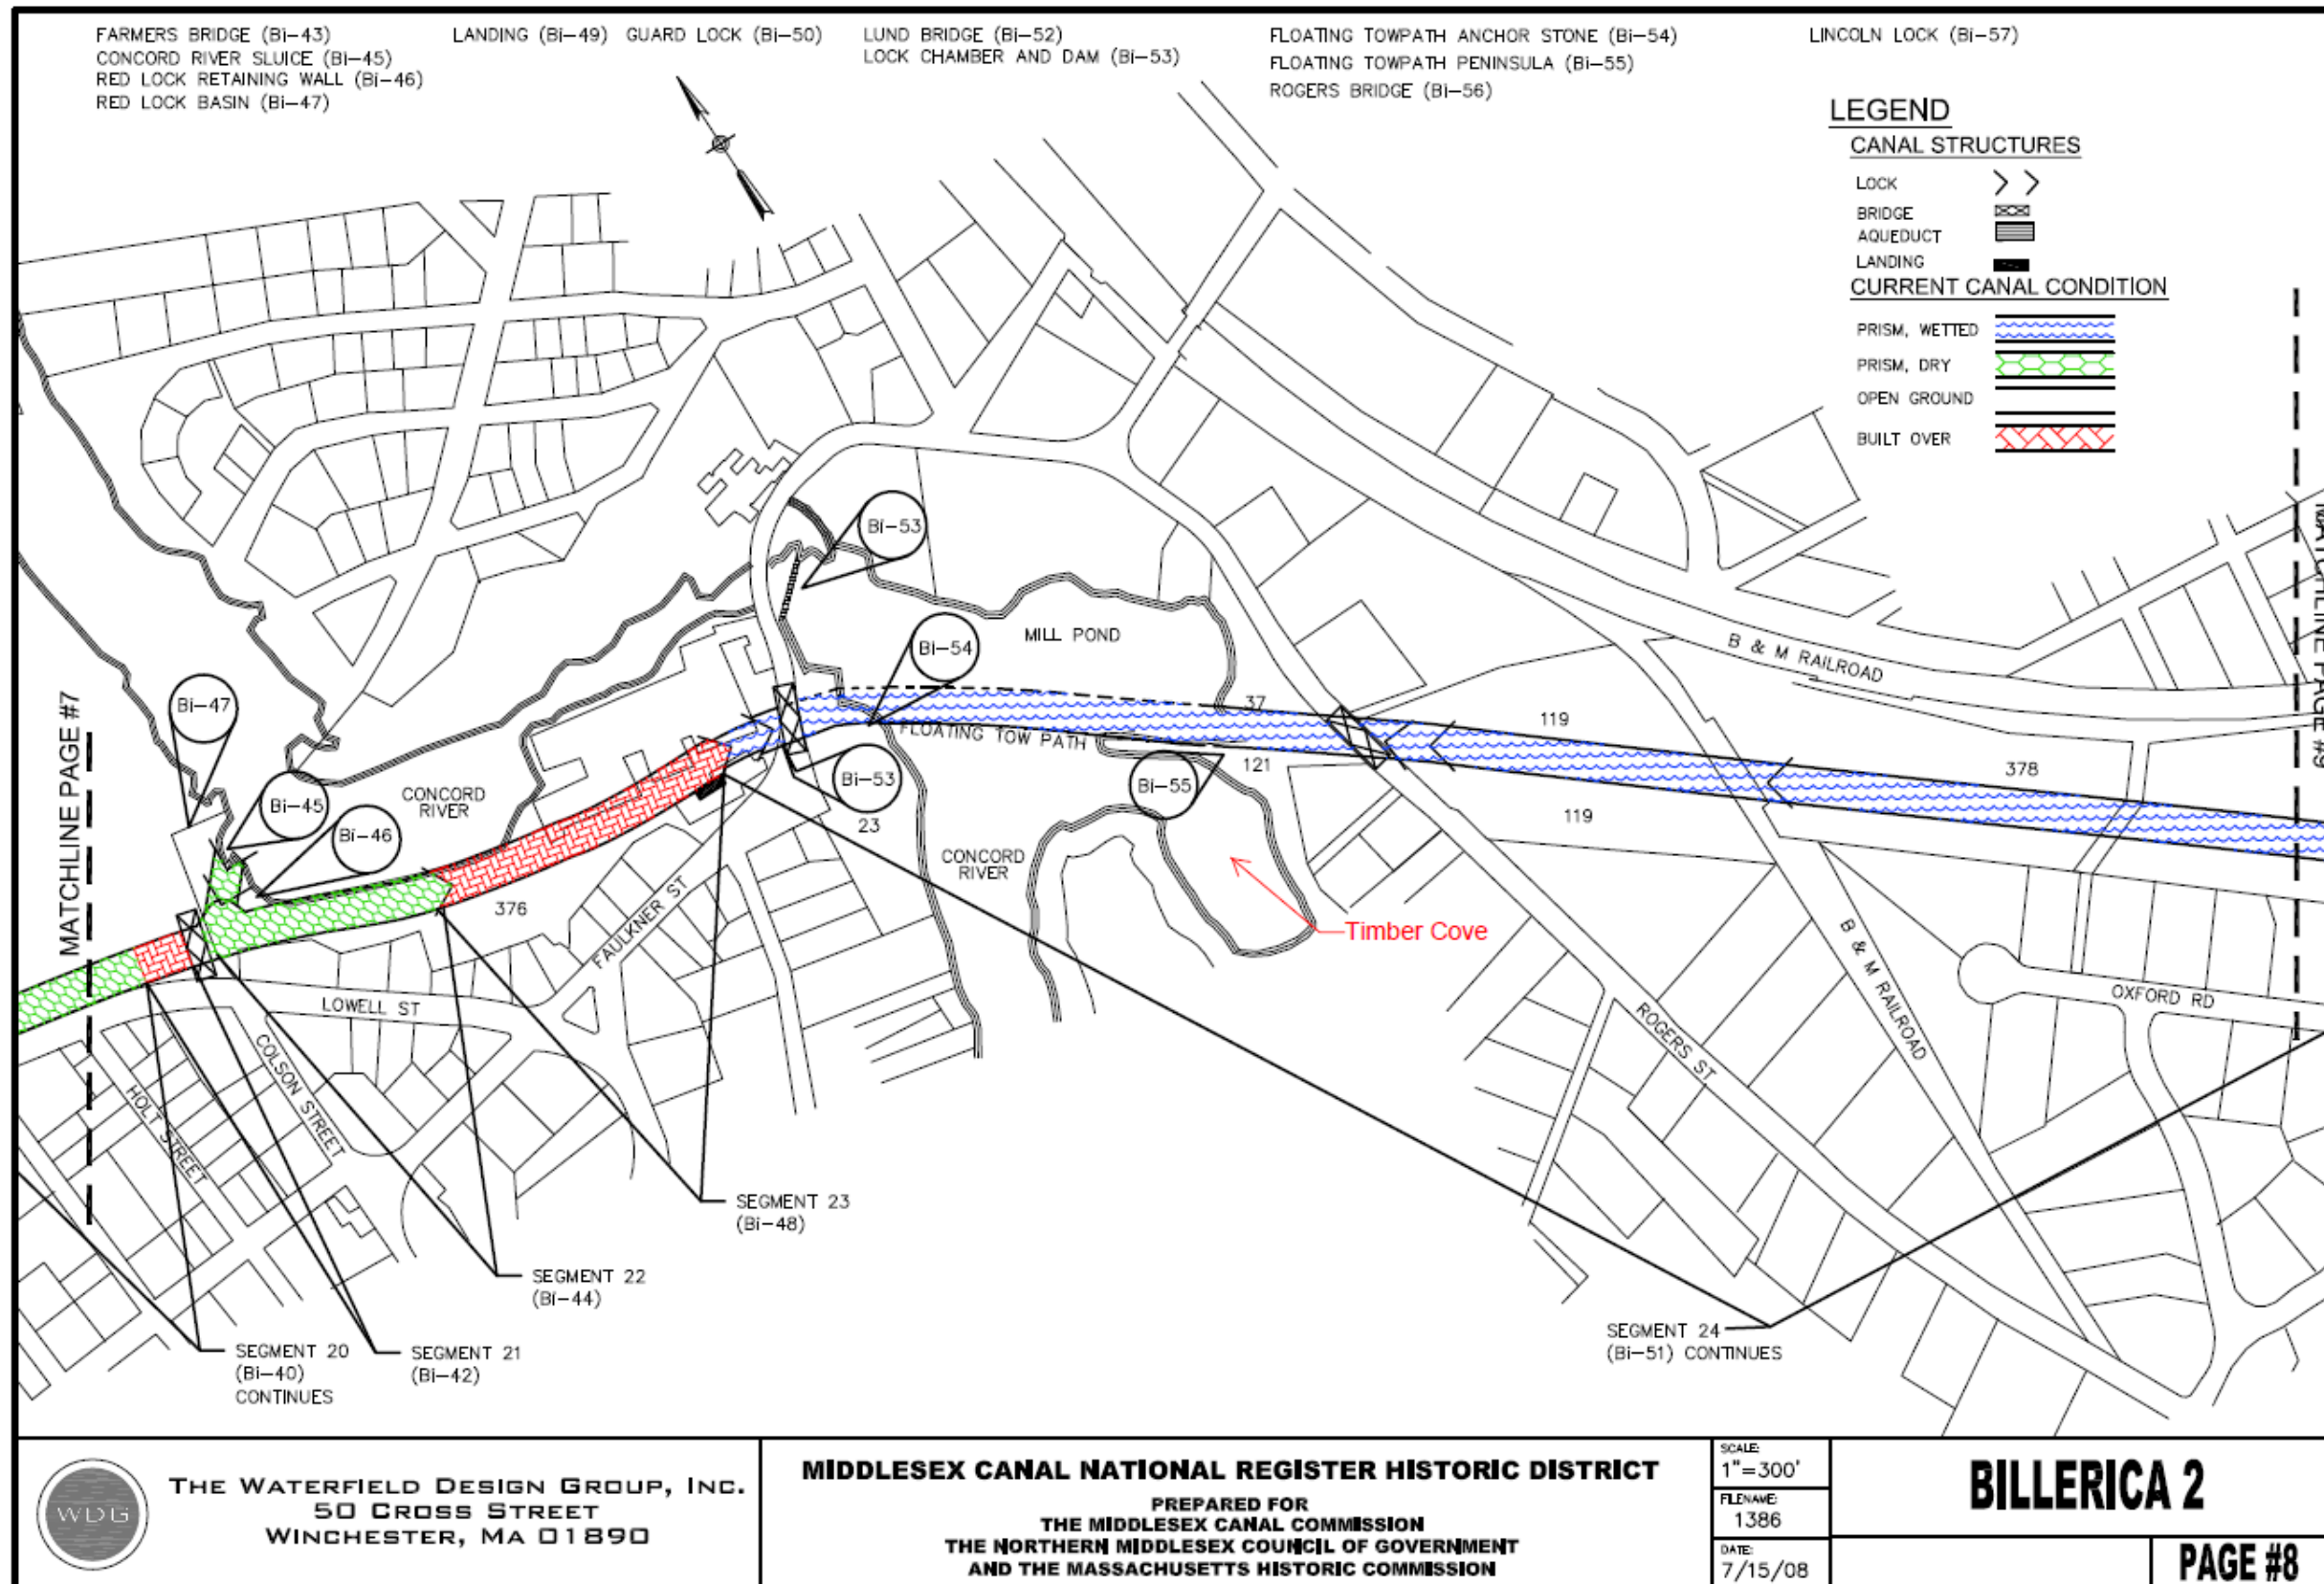 FARMERS BRIDGE (Bi-43)
CONCORD RIVER SLUICE (Bi-45)
RED LOCK RETAINING WALL (Bi-46)
RED LOCK BASIN (Bi-47)
LANDING (Bi-49)
GUARD LOCK (Bi-50)
LUND BRIDGE (Bi-52)
LOCK CHAMBER AND DAM (Bi-53)
FLOATING TOWPATH ANCHOR STONE (Bi-54)
FLOATING TOWPATH PENINSULA (Bi-55)
ROGERS BRIDGE (Bi-56)
LINCOLN LOCK (Bi-57)
LEGEND
CANAL STRUCTURES
LOCK
BRIDGE
AQUEDUCT
LANDING
CURRENT CANAL CONDITION
PRISM, WETTED
PRISM, DRY
OPEN GROUND
BUILT OVER
MATCHLINE PAGE #7
MATCHLINE PAGE #9
Bi-53
Bi-54
MILL POND
B & M RAILROAD
Bi-47
37
119
FLOATING TOW PATH
121
378
Bi-45
CONCORD
RIVER
Bi-46
Bi-53
Bi-55
23
119
CONCORD
RIVER
376
FAULKNER ST
Timber Cove
B & M RAILROAD
LOWELL ST
OXFORD RD
COLSON STREET
ROGERS ST
HOLT STREET
SEGMENT 23
(Bi-48)
SEGMENT 22
(Bi-44)
SEGMENT 20
(Bi-40)
CONTINUES
SEGMENT 21
(Bi-42)
SEGMENT 24
(Bi-51) CONTINUES
WDG
THE WATERFIELD DESIGN GROUP, INC.
50 CROSS STREET
WINCHESTER, MA 01890
MIDDLESEX CANAL NATIONAL REGISTER HISTORIC DISTRICT
PREPARED FOR
THE MIDDLESEX CANAL COMMISSION
THE NORTHERN MIDDLESEX COUNCIL OF GOVERNMENT
AND THE MASSACHUSETTS HISTORIC COMMISSION
SCALE:
1"=300'
FILENAME:
1386
DATE:
7/15/08
BILLERICA 2
PAGE #8